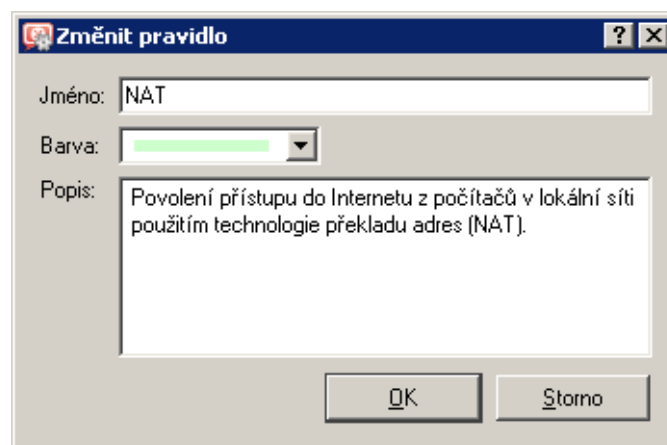 Změnit pravidlo
Jméno: NAT
Barva:
Popis: Povolení přístupu do Internetu z počítačů v lokální síti
použitím technologie překladu adres (NAT).
OK Storno